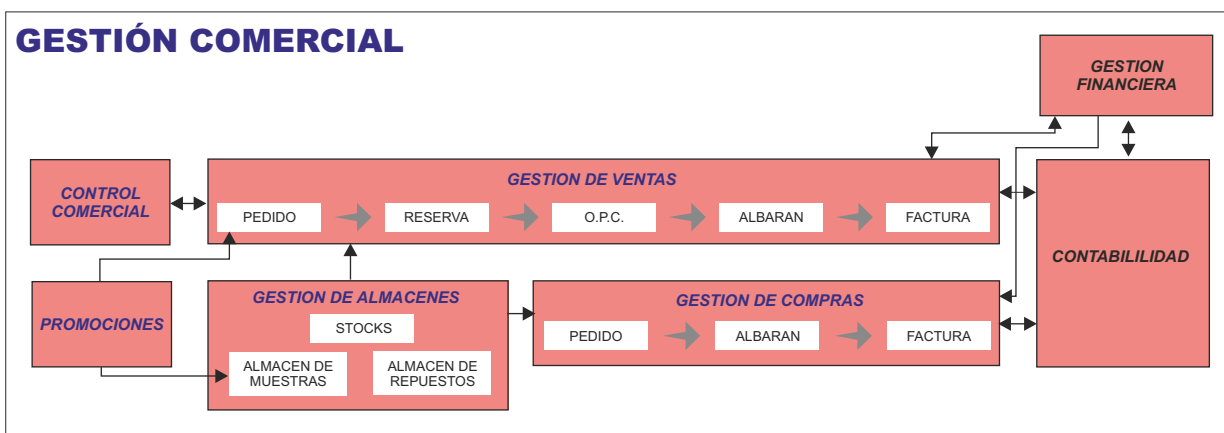 GESTIÓN COMERCIAL
GESTION
FINANCIERA
CONTROL
COMERCIAL
GESTION DE VENTAS
PEDIDO
RESERVA
O.P.C.
ALBARAN
FACTURA
CONTABILILIDAD
PROMOCIONES
GESTION DE ALMACENES
STOCKS
ALMACEN DE
MUESTRAS
ALMACEN DE
REPUESTOS
GESTION DE COMPRAS
PEDIDO
ALBARAN
FACTURA